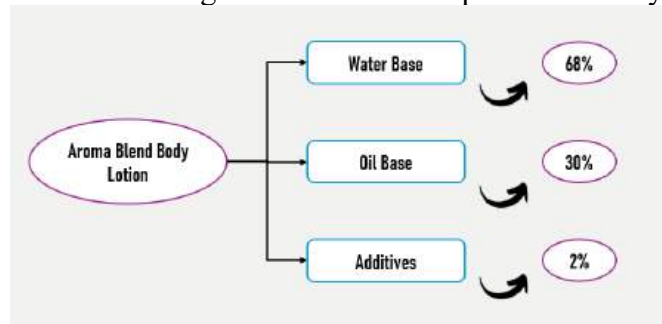 Water Base
68%
Aroma Blend Body
Lotion
Oil Base
30%
Additives
2%